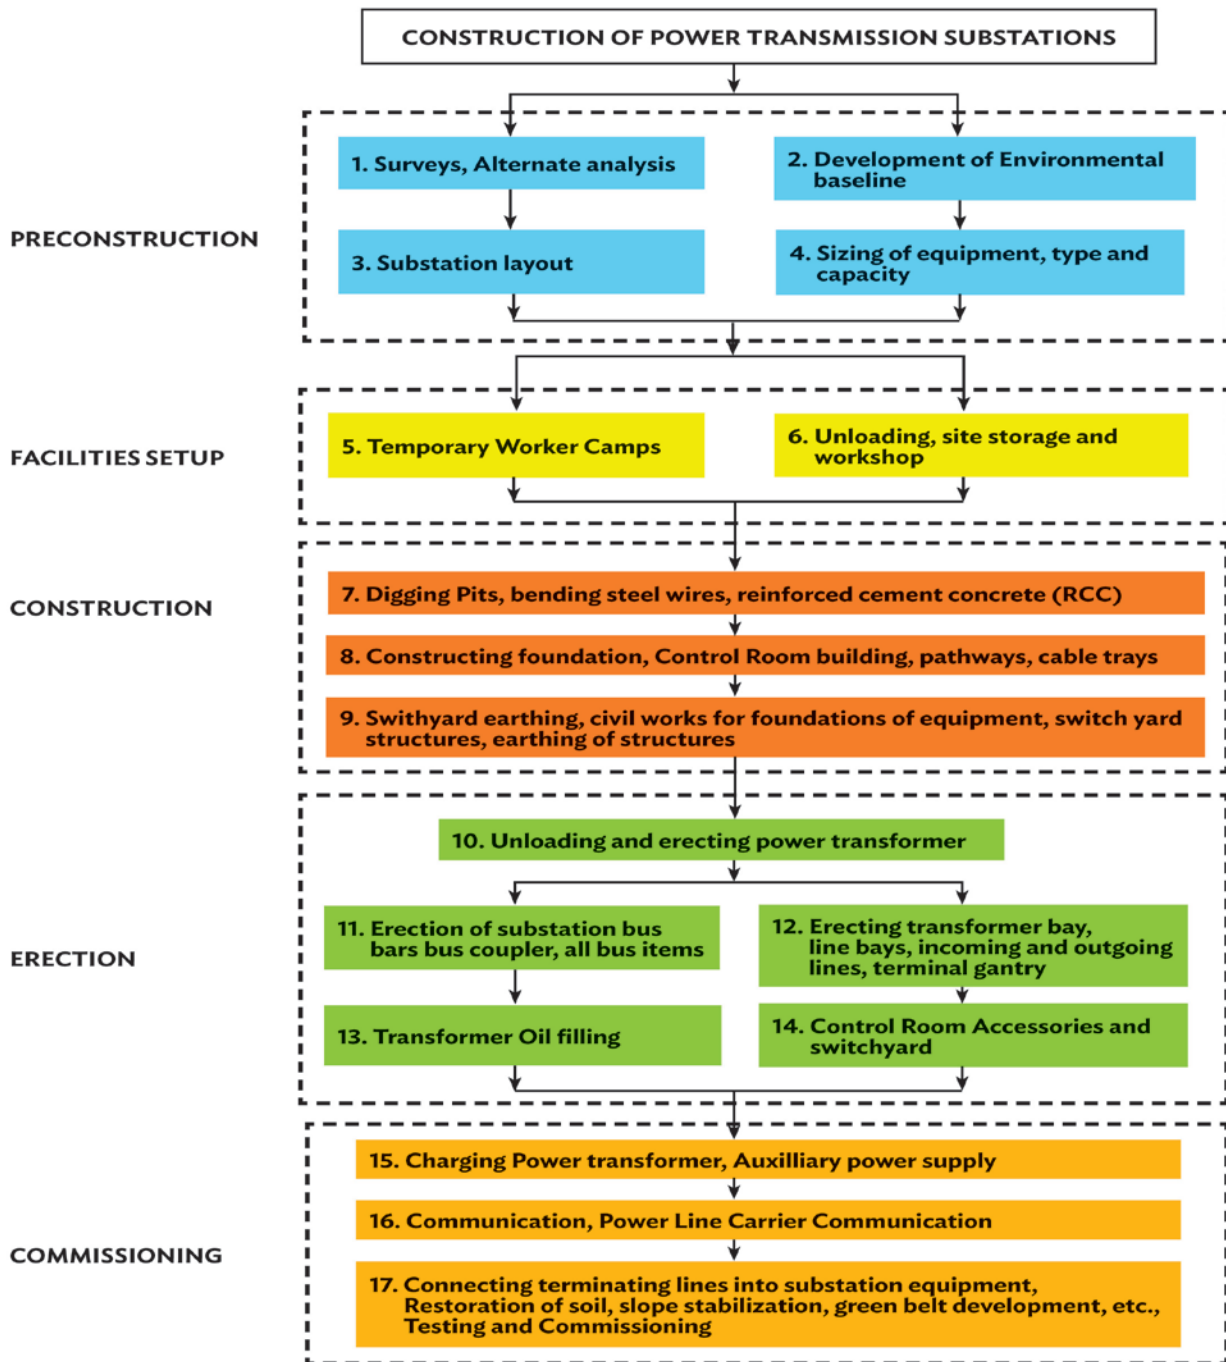 CONSTRUCTION OF POWER TRANSMISSION SUBSTATIONS
PRECONSTRUCTION
1. Surveys, Alternate analysis
2. Development of Environmental
baseline
3. Substation layout
4. Sizing of equipment, type and
capacity
FACILITIES SETUP
5. Temporary Worker Camps
6. Unloading, site storage and
workshop
CONSTRUCTION
7. Digging Pits, bending steel wires, reinforced cement concrete (RCC)
8. Constructing foundation, Control Room building, pathways, cable trays
9. Swithyard earthing, civil works for foundations of equipment, switch yard
structures, earthing of structures
ERECTION
10. Unloading and erecting power transformer
11. Erection of substation bus
bars bus coupler, all bus items
12. Erecting transformer bay,
line bays, incoming and outgoing
lines, terminal gantry
13. Transformer Oil filling
14. Control Room Accessories and
switchyard
COMMISSIONING
15. Charging Power transformer, Auxilliary power supply
16. Communication, Power Line Carrier Communication
17. Connecting terminating lines into substation equipment,
Restoration of soil, slope stabilization, green belt development, etc.,
Testing and Commissioning